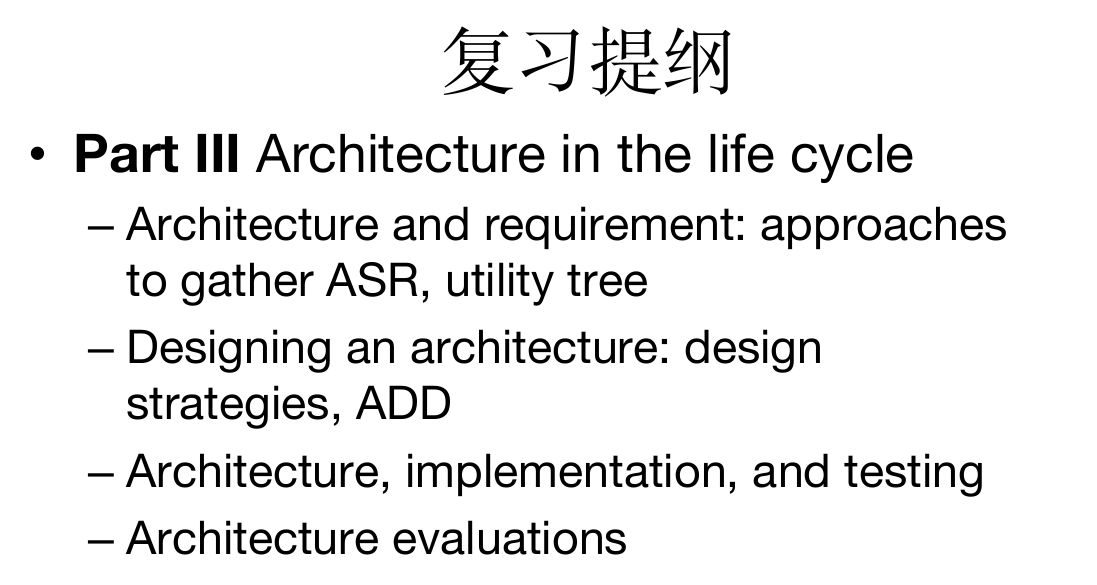 复习提纲
• Part III Architecture in the life cycle
– Architecture and requirement: approaches
to gather ASR, utility tree
– Designing an architecture: design
strategies, ADD
– Architecture, implementation, and testing
– Architecture evaluations